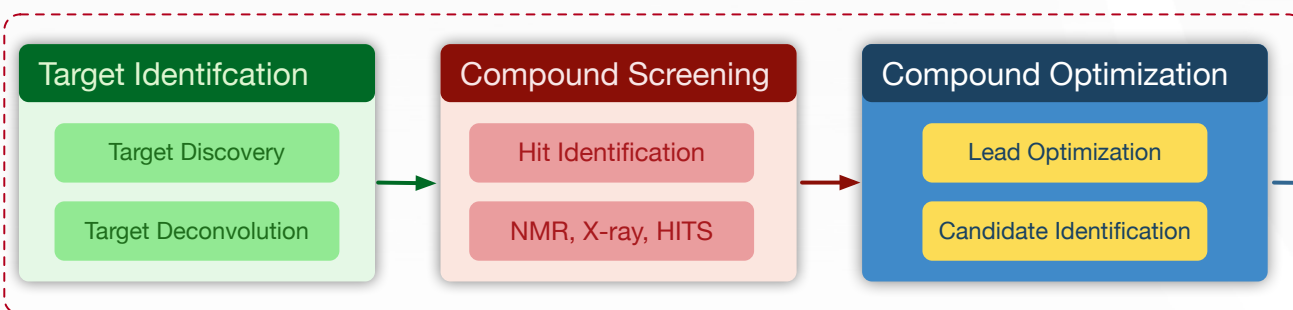 Target Identifcation
Target Discovery
Target Deconvolution
Compound Screening
Hit Identification
NMR, X-ray, HITS
Compound Optimization
Lead Optimization
Candidate Identification